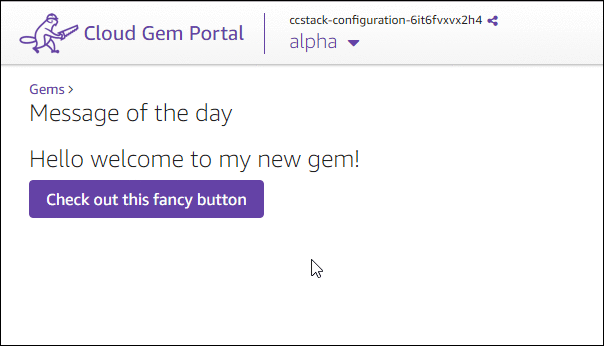 Cloud Gem Portal
ccstack-configuration-6it6fvxvx2h4
alpha
Gems >
Message of the day
Hello welcome to my new gem!
Check out this fancy button